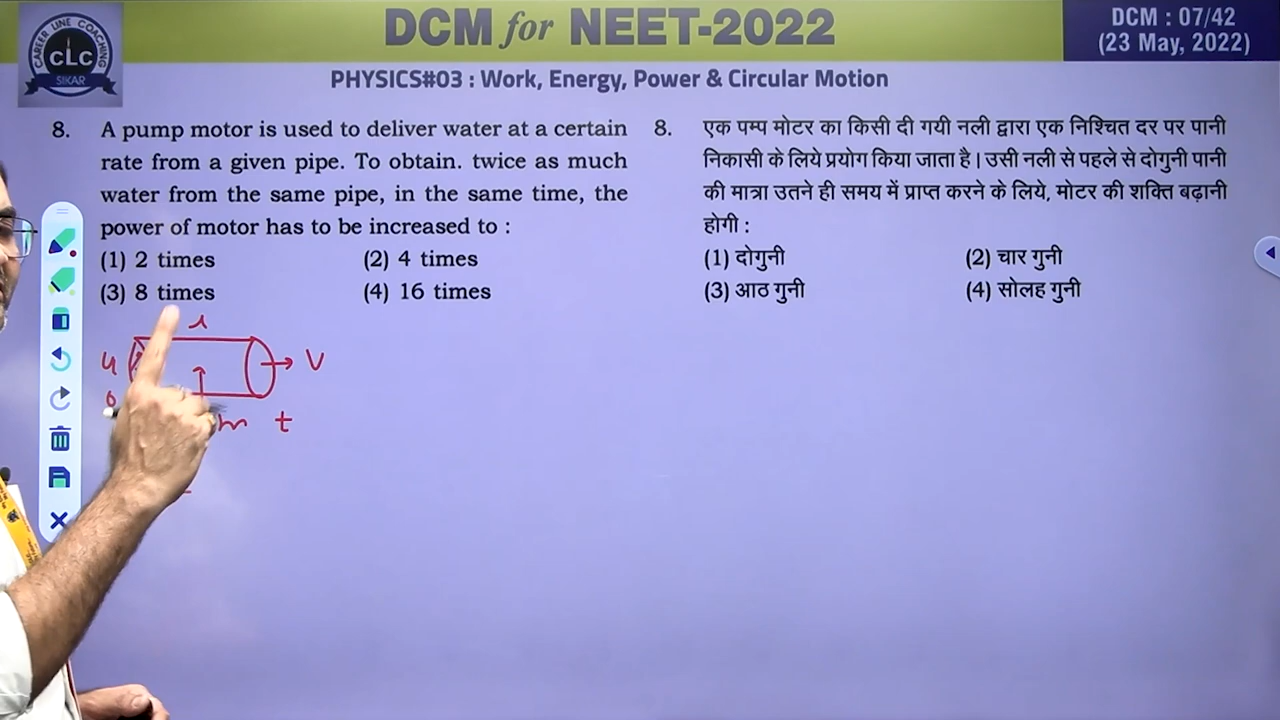 DCM for NEET-2022
DCM : 07/42
(23 May, 2022)
CAREER LINE COACHING
CLC
SIKAR
PHYSICS#03 : Work, Energy, Power & Circular Motion
8. A pump motor is used to deliver water at a certain
rate from a given pipe. To obtain. twice as much
water from the same pipe, in the same time, the
power of motor has to be increased to :
(1) 2 times (2) 4 times
(3) 8 times (4) 16 times
8. एक पम्प मोटर का किसी दी गयी नली द्वारा एक निश्चित दर पर पानी
निकासी के लिये प्रयोग किया जाता है। उसी नली से पहले से दोगुनी पानी
की मात्रा उतने ही समय में प्राप्त करने के लिये, मोटर की शक्ति बढ़ानी
होगी :
(1) दोगुनी (2) चार गुनी
(3) आठ गुनी (4) सोलह गुनी
V
m t